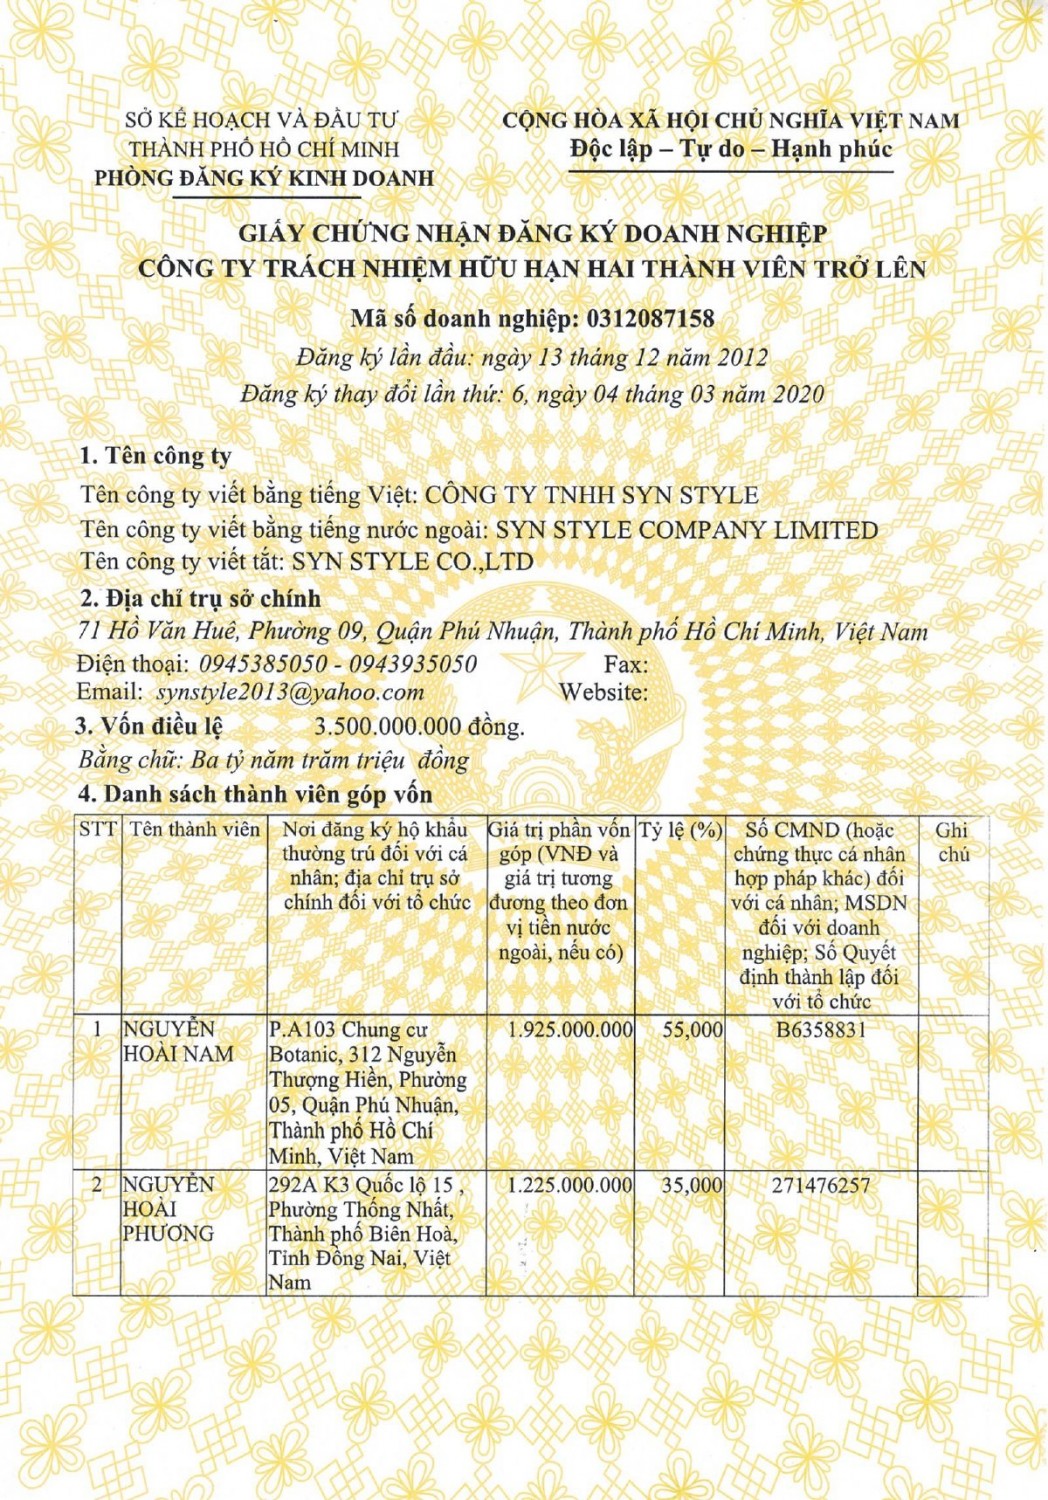 SỞ KẾ HOẠCH VÀ ĐẦU TƯ
THÀNH PHỐ HỒ CHÍ MINH
PHÒNG ĐĂNG KÝ KINH DOANH
CỘNG HÒA XÃ HỘI CHỦ NGHĨA VIỆT NAM
Độc lập – Tự do – Hạnh phúc
GIẤY CHỨNG NHẬN ĐĂNG KÝ DOANH NGHIỆP
CÔNG TY TRÁCH NHIỆM HỮU HẠN HAI THÀNH VIÊN TRỞ LÊN
Mã số doanh nghiệp: 0312087158
Đăng ký lần đầu: ngày 13 tháng 12 năm 2012
Đăng ký thay đổi lần thứ: 6, ngày 04 tháng 03 năm 2020
1. Tên công ty
Tên công ty viết bằng tiếng Việt: CÔNG TY TNHH SYN STYLE
Tên công ty viết bằng tiếng nước ngoài: SYN STYLE COMPANY LIMITED
Tên công ty viết tắt: SYN STYLE CO.,LTD
2. Địa chỉ trụ sở chính
71 Hồ Văn Huê, Phường 09, Quận Phú Nhuận, Thành phố Hồ Chí Minh, Việt Nam
Điện thoại: 0945385050 - 0943935050 Fax:
Email: synstyle2013@yahoo.com Website:
3. Vốn điều lệ 3.500.000.000 đồng.
Bằng chữ: Ba tỷ năm trăm triệu đồng
4. Danh sách thành viên góp vốn
STT
Tên thành viên
Nơi đăng ký hộ khẩu
thường trú đối với cá
nhân; địa chỉ trụ sở
chính đối với tổ chức
Giá trị phần vốn
góp (VNĐ và
giá trị tương
đương theo đơn
vị tiền nước
ngoài, nếu có)
Tỷ lệ (%)
Số CMND (hoặc
chứng thực cá nhân
hợp pháp khác) đối
với cá nhân; MSDN
đối với doanh
nghiệp; Số Quyết
định thành lập đối
với tổ chức
Ghi
chú
1
NGUYỄN
HOÀI NAM
P.A103 Chung cư
Botanic, 312 Nguyễn
Thượng Hiền, Phường
05, Quận Phú Nhuận,
Thành phố Hồ Chí
Minh, Việt Nam
1.925.000.000
55,000
B6358831
2
NGUYỄN
HOÀI
PHƯƠNG
292A K3 Quốc lộ 15 ,
Phường Thống Nhất,
Thành phố Biên Hoà,
Tỉnh Đồng Nai, Việt
Nam
1.225.000.000
35,000
271476257